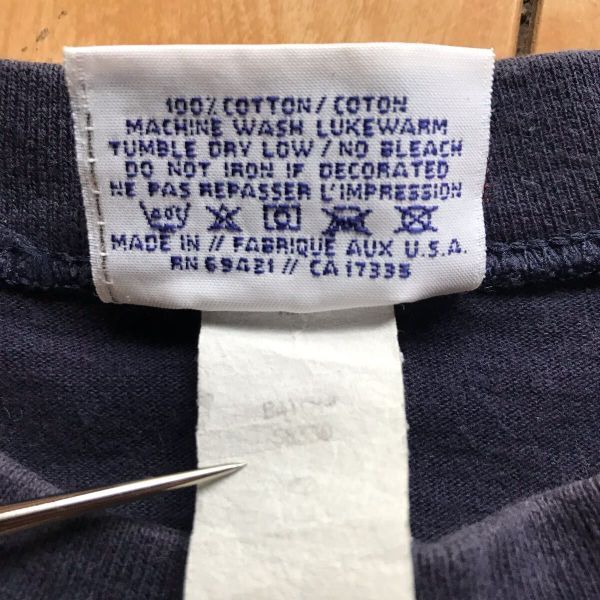 100% COTTON / COTON
MACHINE WASH LUKEWARM
TUMBLE DRY LOW / NO BLEACH
DO NOT IRON IF DECORATED
NE PAS REPASSER L'IMPRESSION
MADE IN // FABRIQUE AUX U.S.A.
RN 69421 // CA 17335